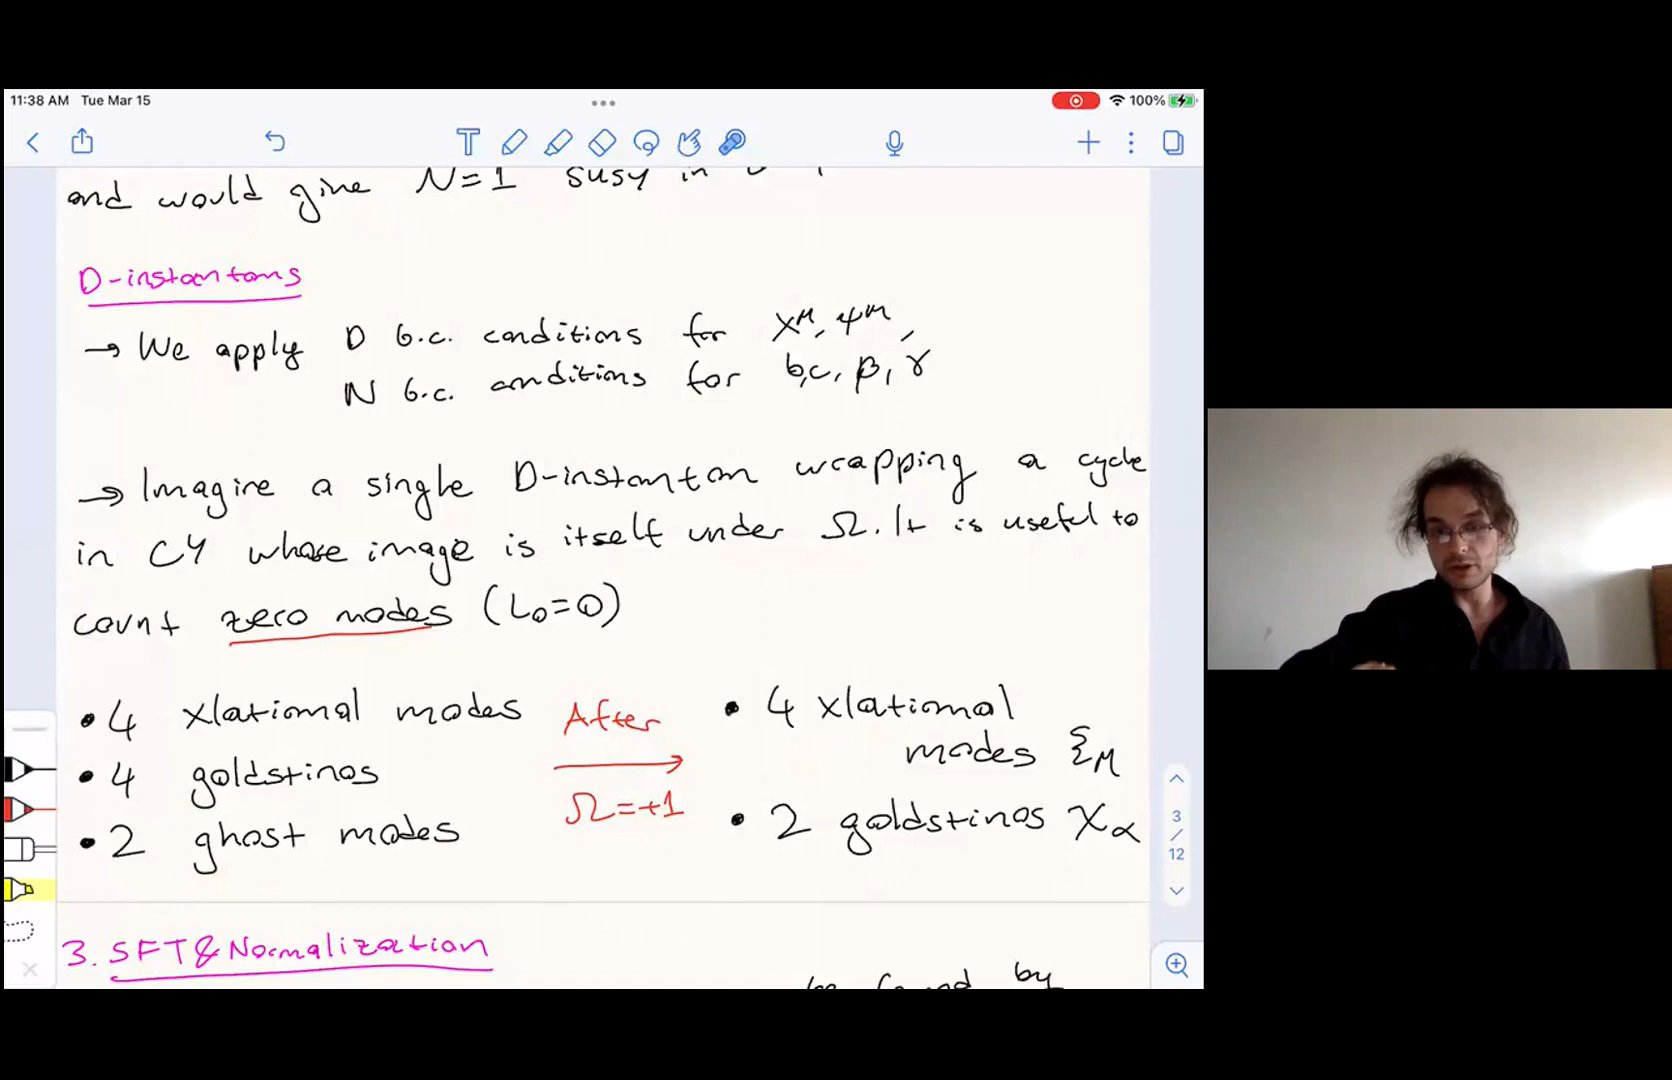 11:38 AM Tue Mar 15
100%
and would give N=1 susy in
D-instantons
→ We apply D b.c. conditions for X^μ, ψ^μ,
N b.c. conditions for b,c, β, γ
→ Imagine a single D-instanton wrapping a cycle
in CY whose image is itself under Ω. It is useful to
count zero modes (L₀=0)
• 4 xlational modes
• 4 goldstinos
• 2 ghost modes
After
Ω=+1
• 4 xlational
modes ξ_μ
• 2 goldstinos χ_α
3
/
12
3. SFT & Normalization
by